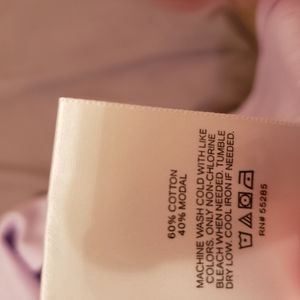 60% COTTON
40% MODAL
MACHINE WASH COLD WITH LIKE
COLORS. ONLY NON-CHLORINE
BLEACH WHEN NEEDED. TUMBLE
DRY LOW. COOL IRON IF NEEDED.
RN# 55285